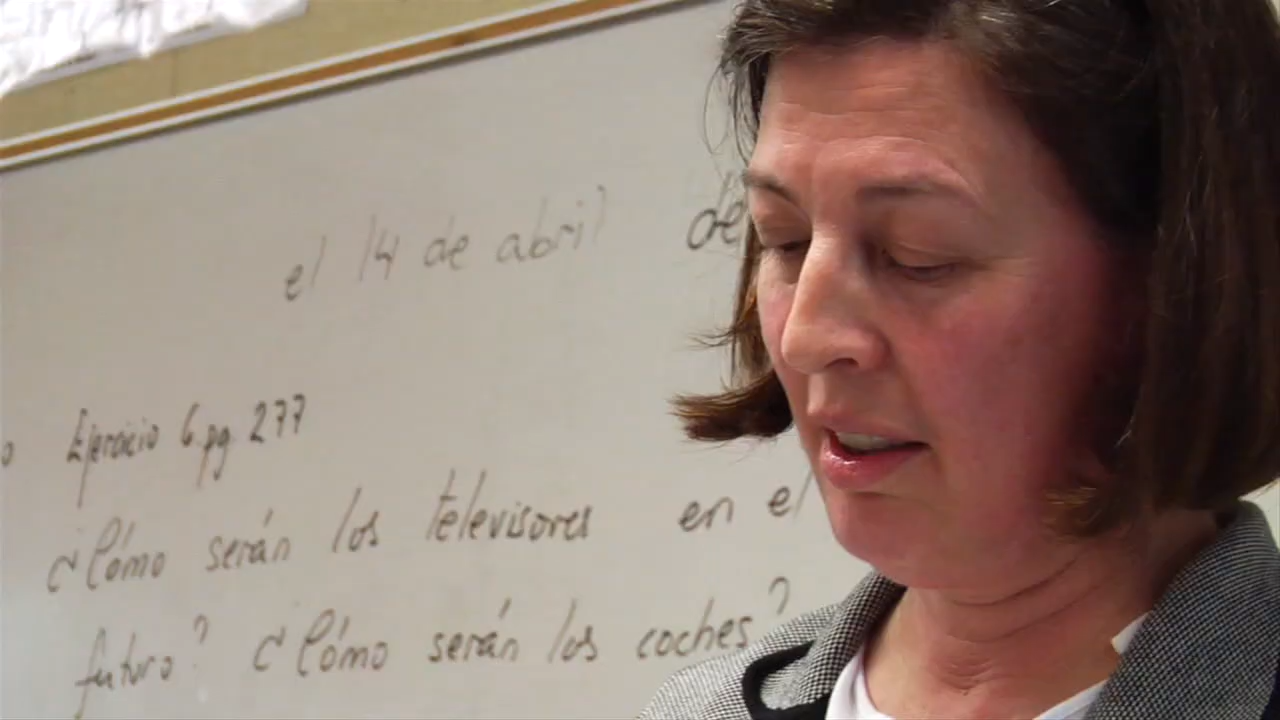 el 14 de abril de
Ejercicio 6 pg. 277
¿Cómo serán los televisores en el
futuro? ¿Cómo serán los coches?